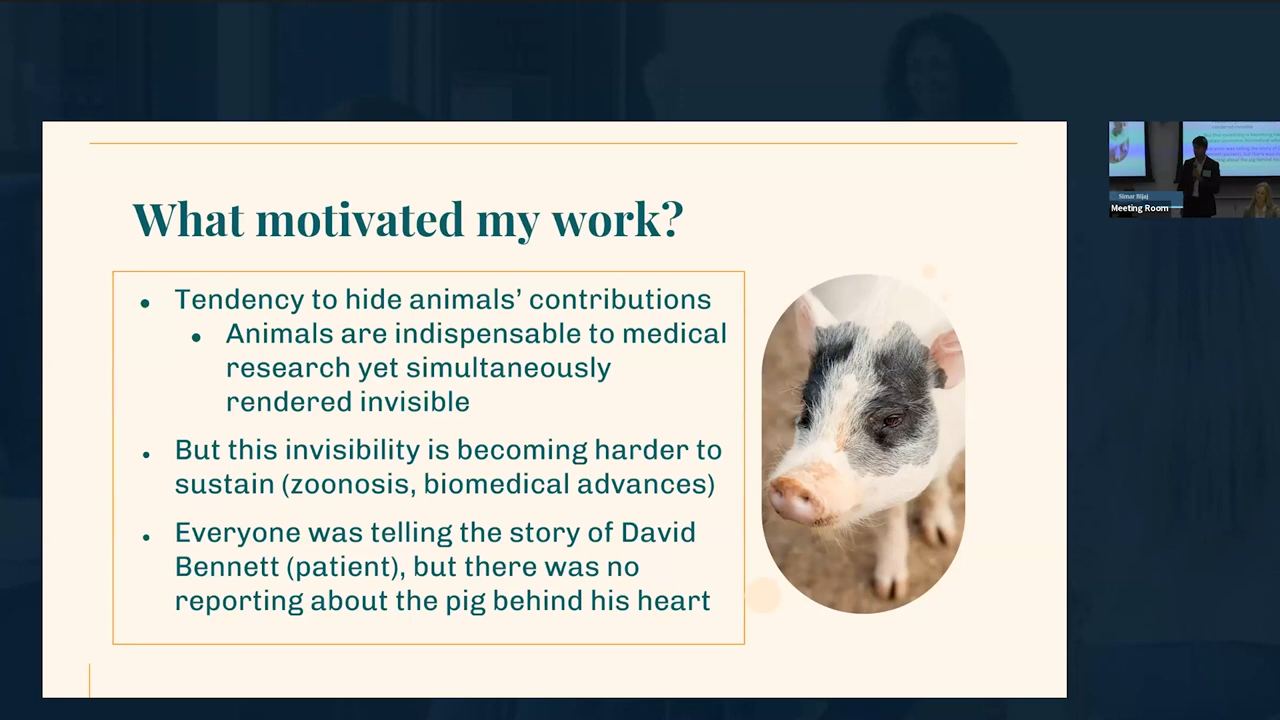 What motivated my work?
• Tendency to hide animals’ contributions
• Animals are indispensable to medical
research yet simultaneously
rendered invisible
• But this invisibility is becoming harder to
sustain (zoonosis, biomedical advances)
• Everyone was telling the story of David
Bennett (patient), but there was no
reporting about the pig behind his heart
Meeting Room